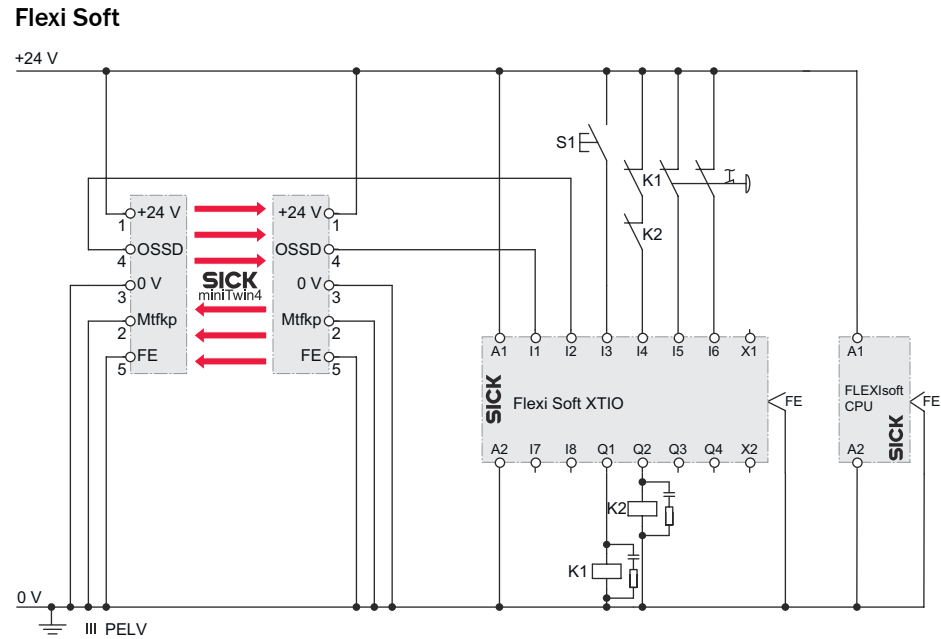 Flexi Soft
+24 V
S1
K1
K2
+24 V
1
OSSD
4
0 V
3
Mtfkp
2
FE
5
SICK
miniTwin4
+24 V
1
OSSD
4
0 V
3
Mtfkp
2
FE
5
A1 I1 I2 I3 I4 I5 I6 X1
SICK
Flexi Soft XTIO
FE
A2 I7 I8 Q1 Q2 Q3 Q4 X2
A1
FLEXIsoft
CPU
SICK
FE
A2
K2
K1
0 V
III PELV